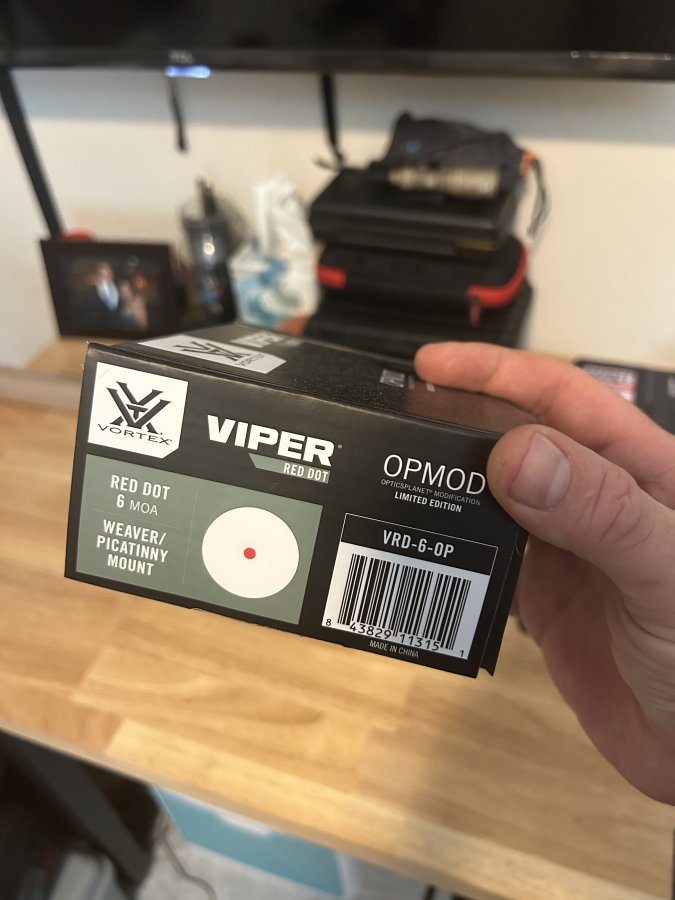 VORTEX
VIPER
RED DOT
OPMOD
OPTICSPLANET® MODIFICATION
LIMITED EDITION
RED DOT
6 MOA
WEAVER/
PICATINNY
MOUNT
VRD-6-OP
8 43829 11315 1
MADE IN CHINA
VORTEX